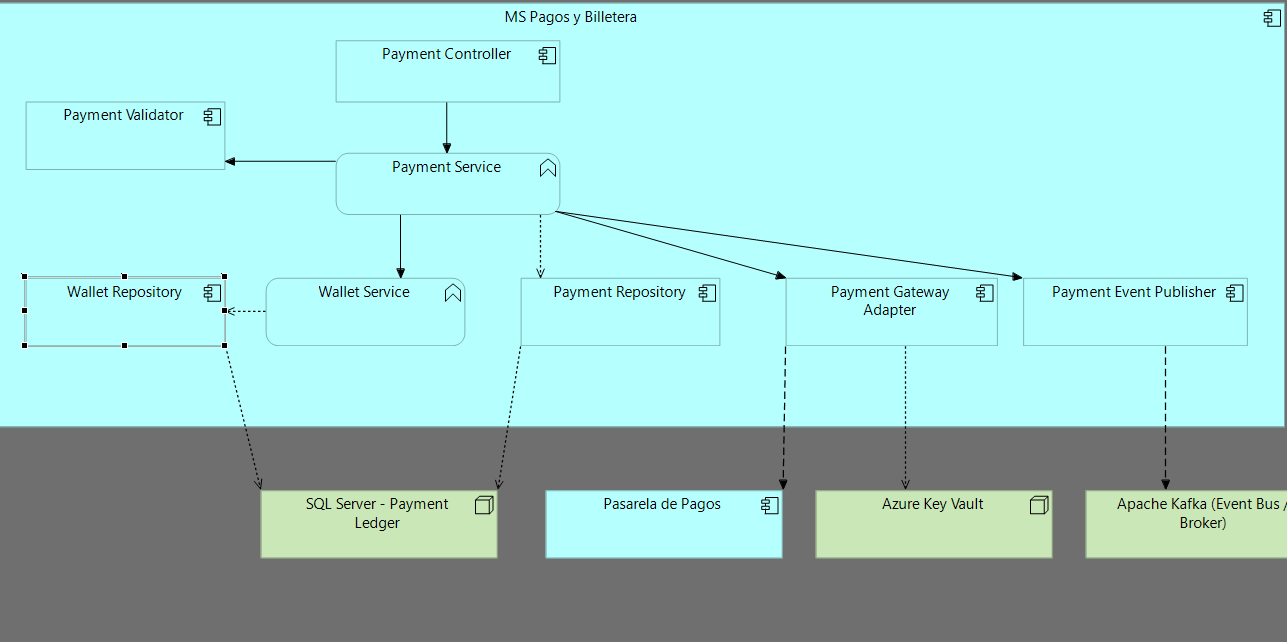 MS Pagos y Billetera
Payment Controller
Payment Validator
Payment Service
Wallet Repository
Wallet Service
Payment Repository
Payment Gateway
Adapter
Payment Event Publisher
SQL Server - Payment
Ledger
Pasarela de Pagos
Azure Key Vault
Apache Kafka (Event Bus /
Broker)